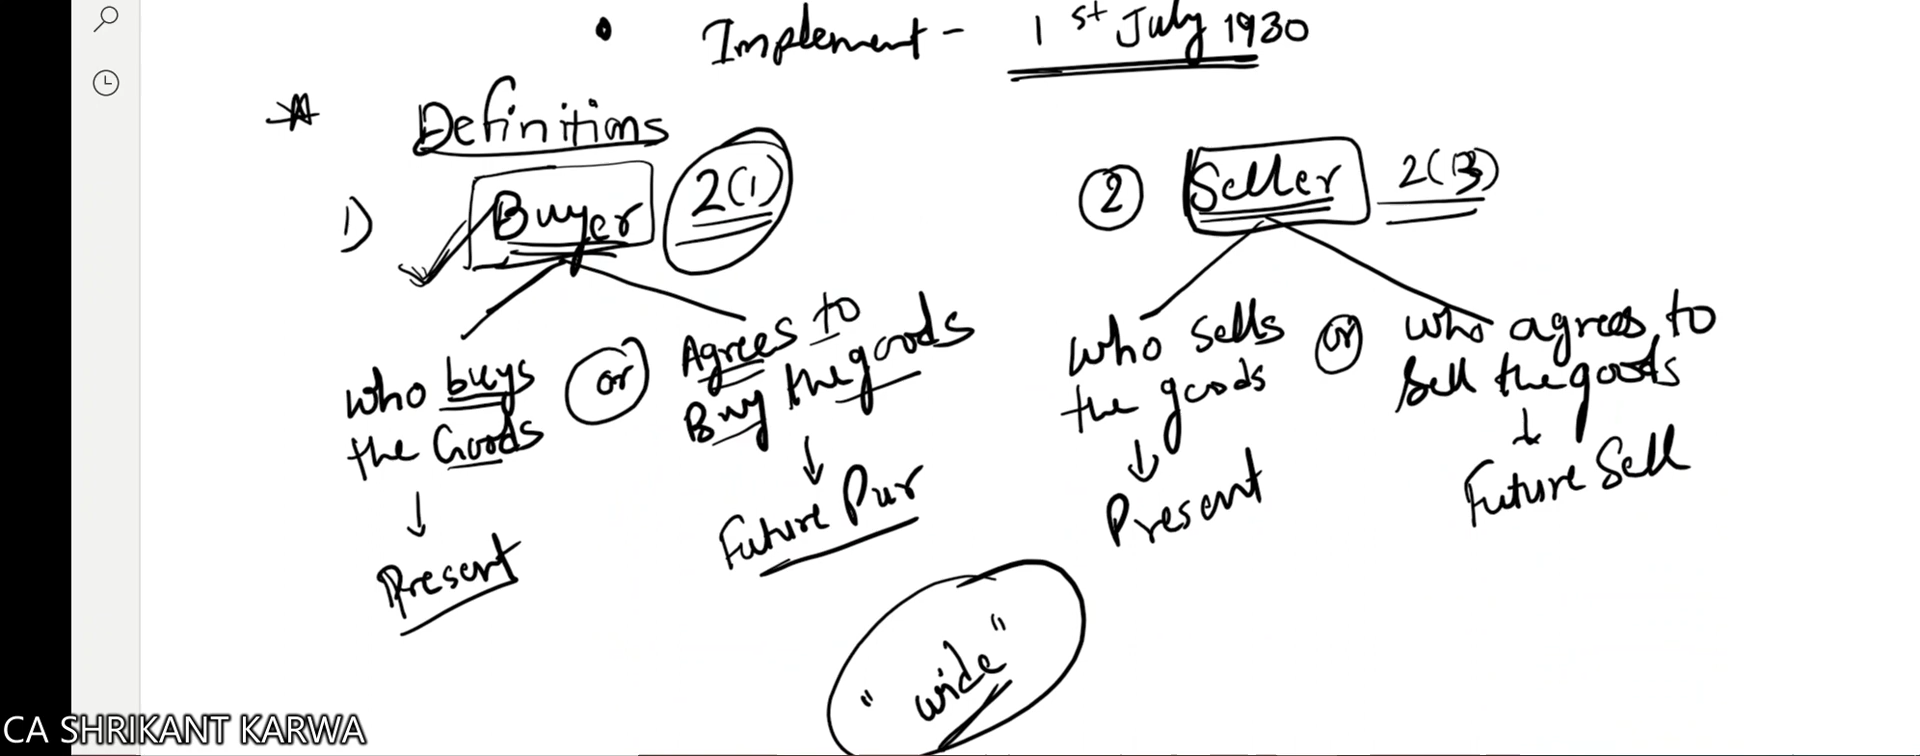 • Implement - 1st July 1930
Definitions
1) Buyer 2(1)
who buys
the Goods
↓
Present
or
Agrees to
Buy the goods
↓
Future Pur
② Seller 2(13)
who sells
the goods
↓
Present
or
who agrees to
Sell the goods
↓
Future Sell
"wide"
CA SHRIKANT KARWA